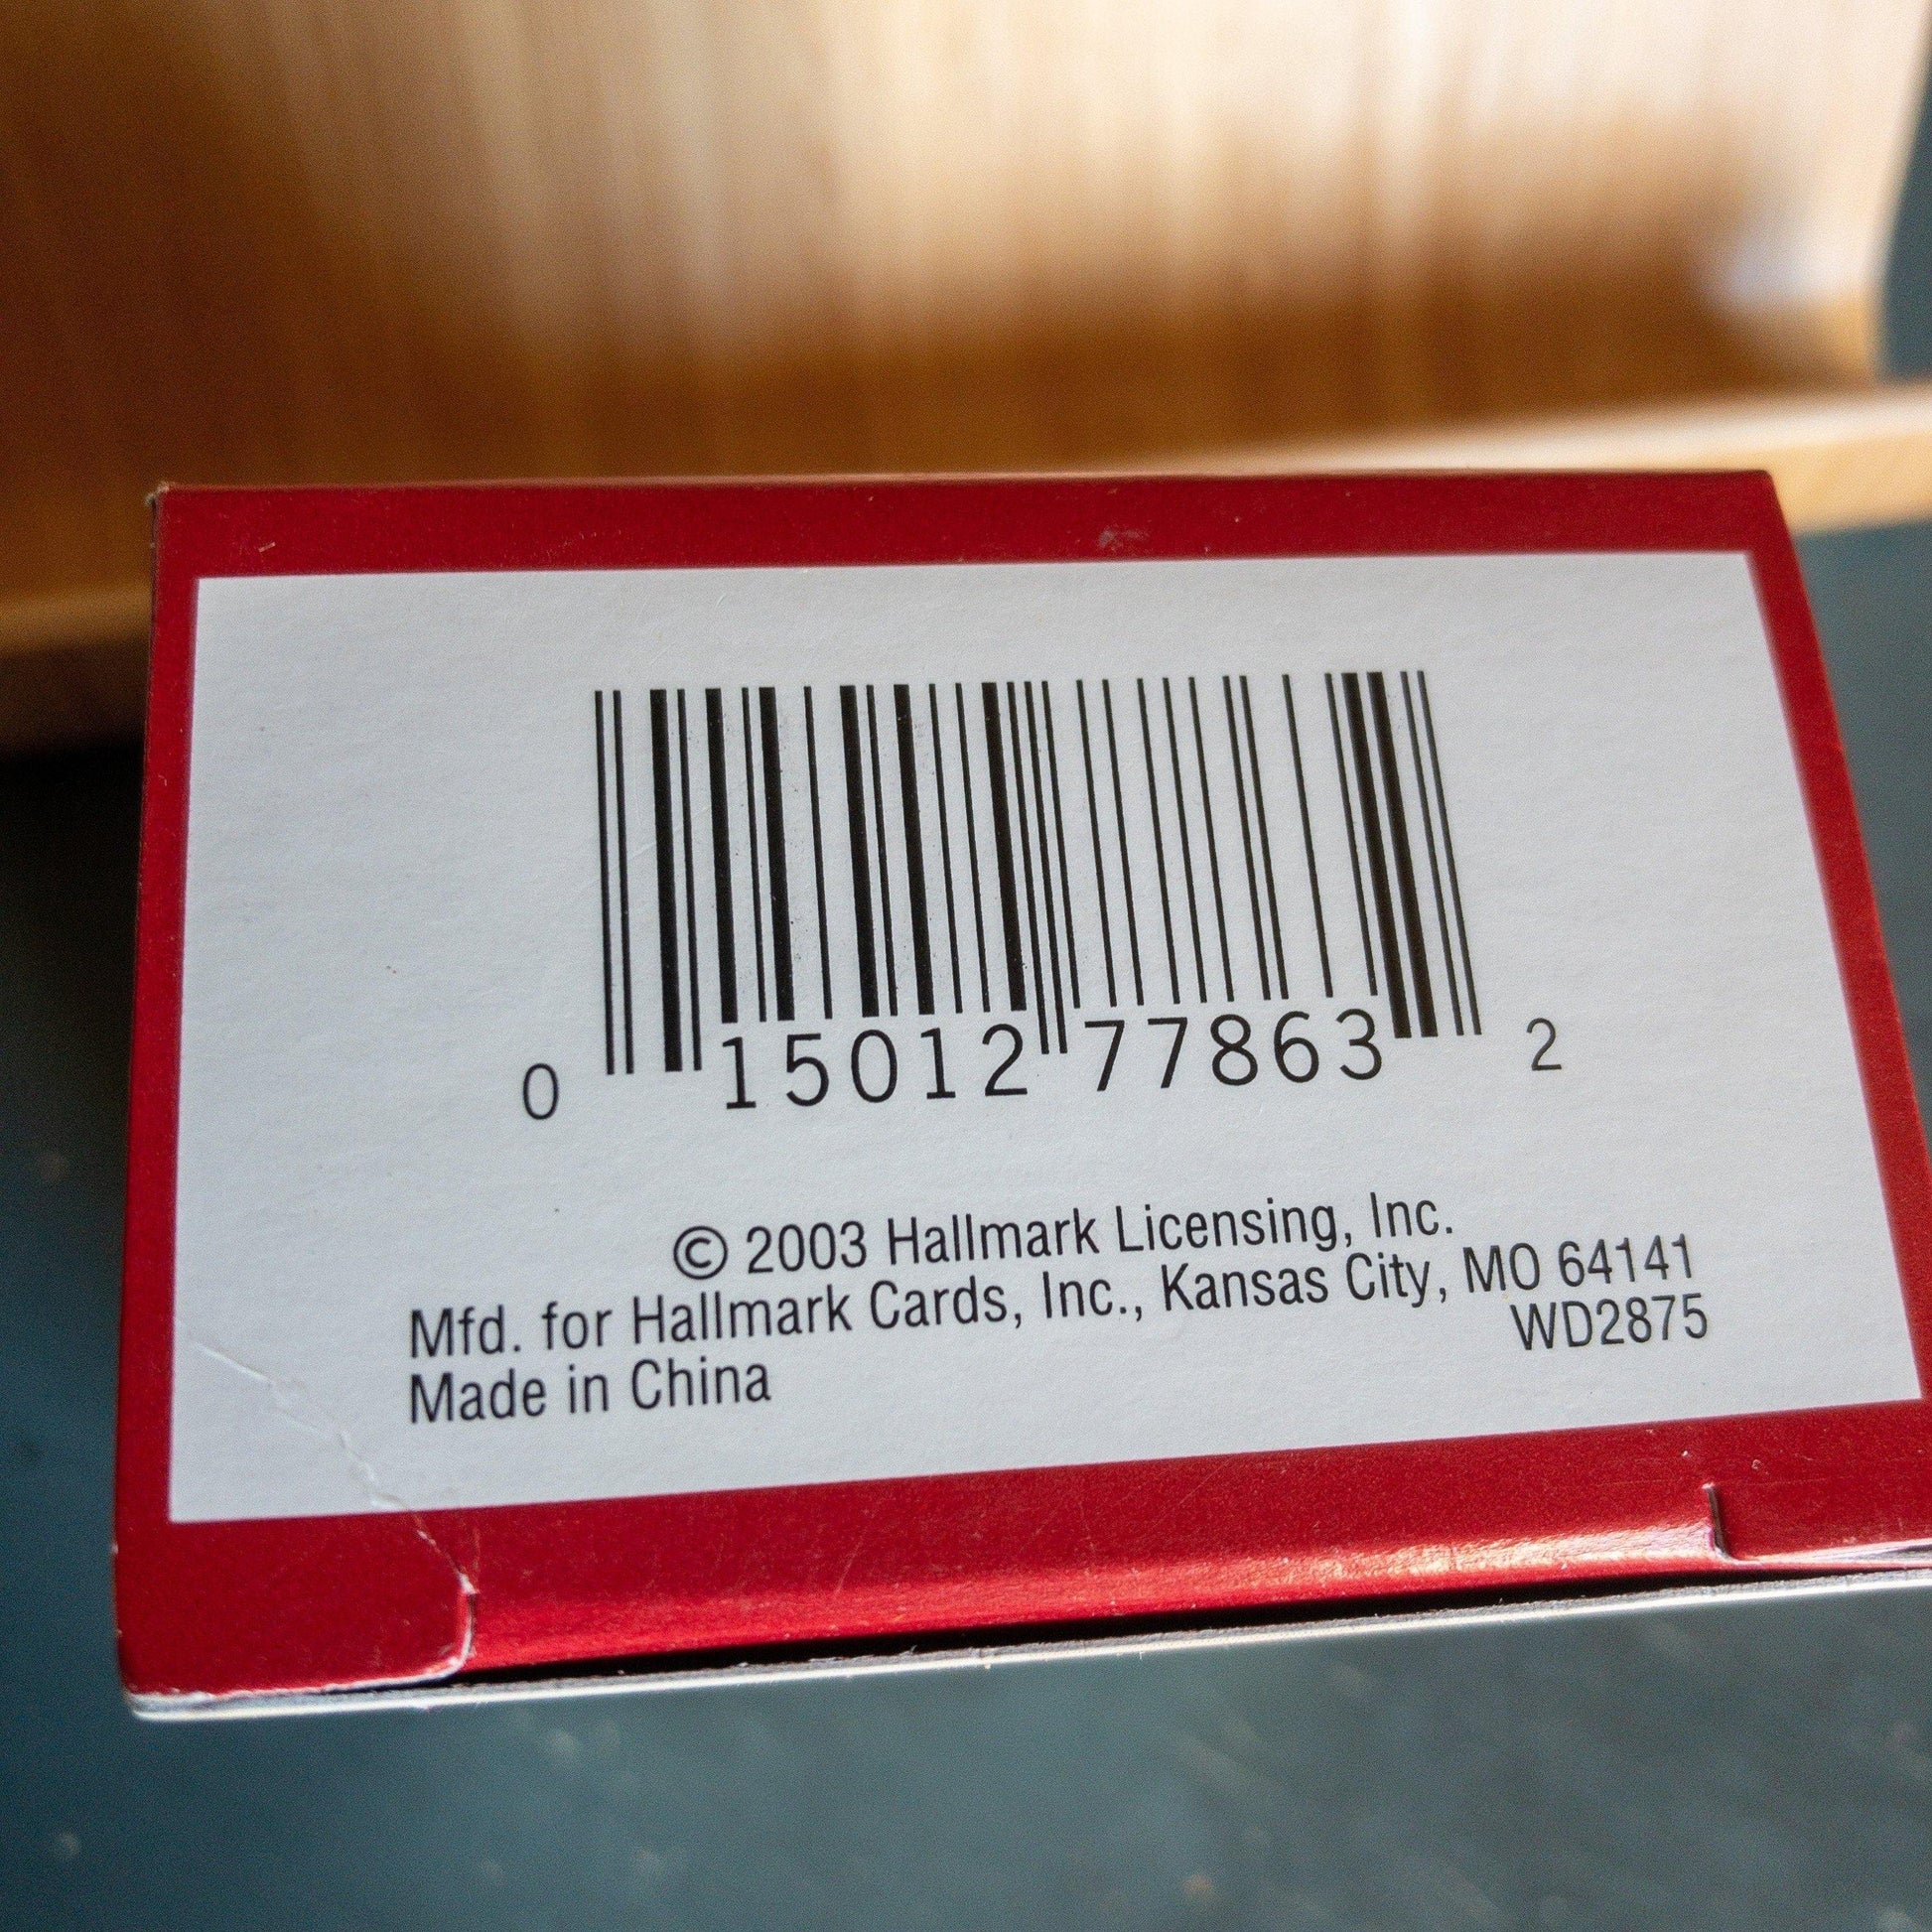 0 15012 77863 2
© 2003 Hallmark Licensing, Inc.
Mfd. for Hallmark Cards, Inc., Kansas City, MO 64141
Made in China WD2875